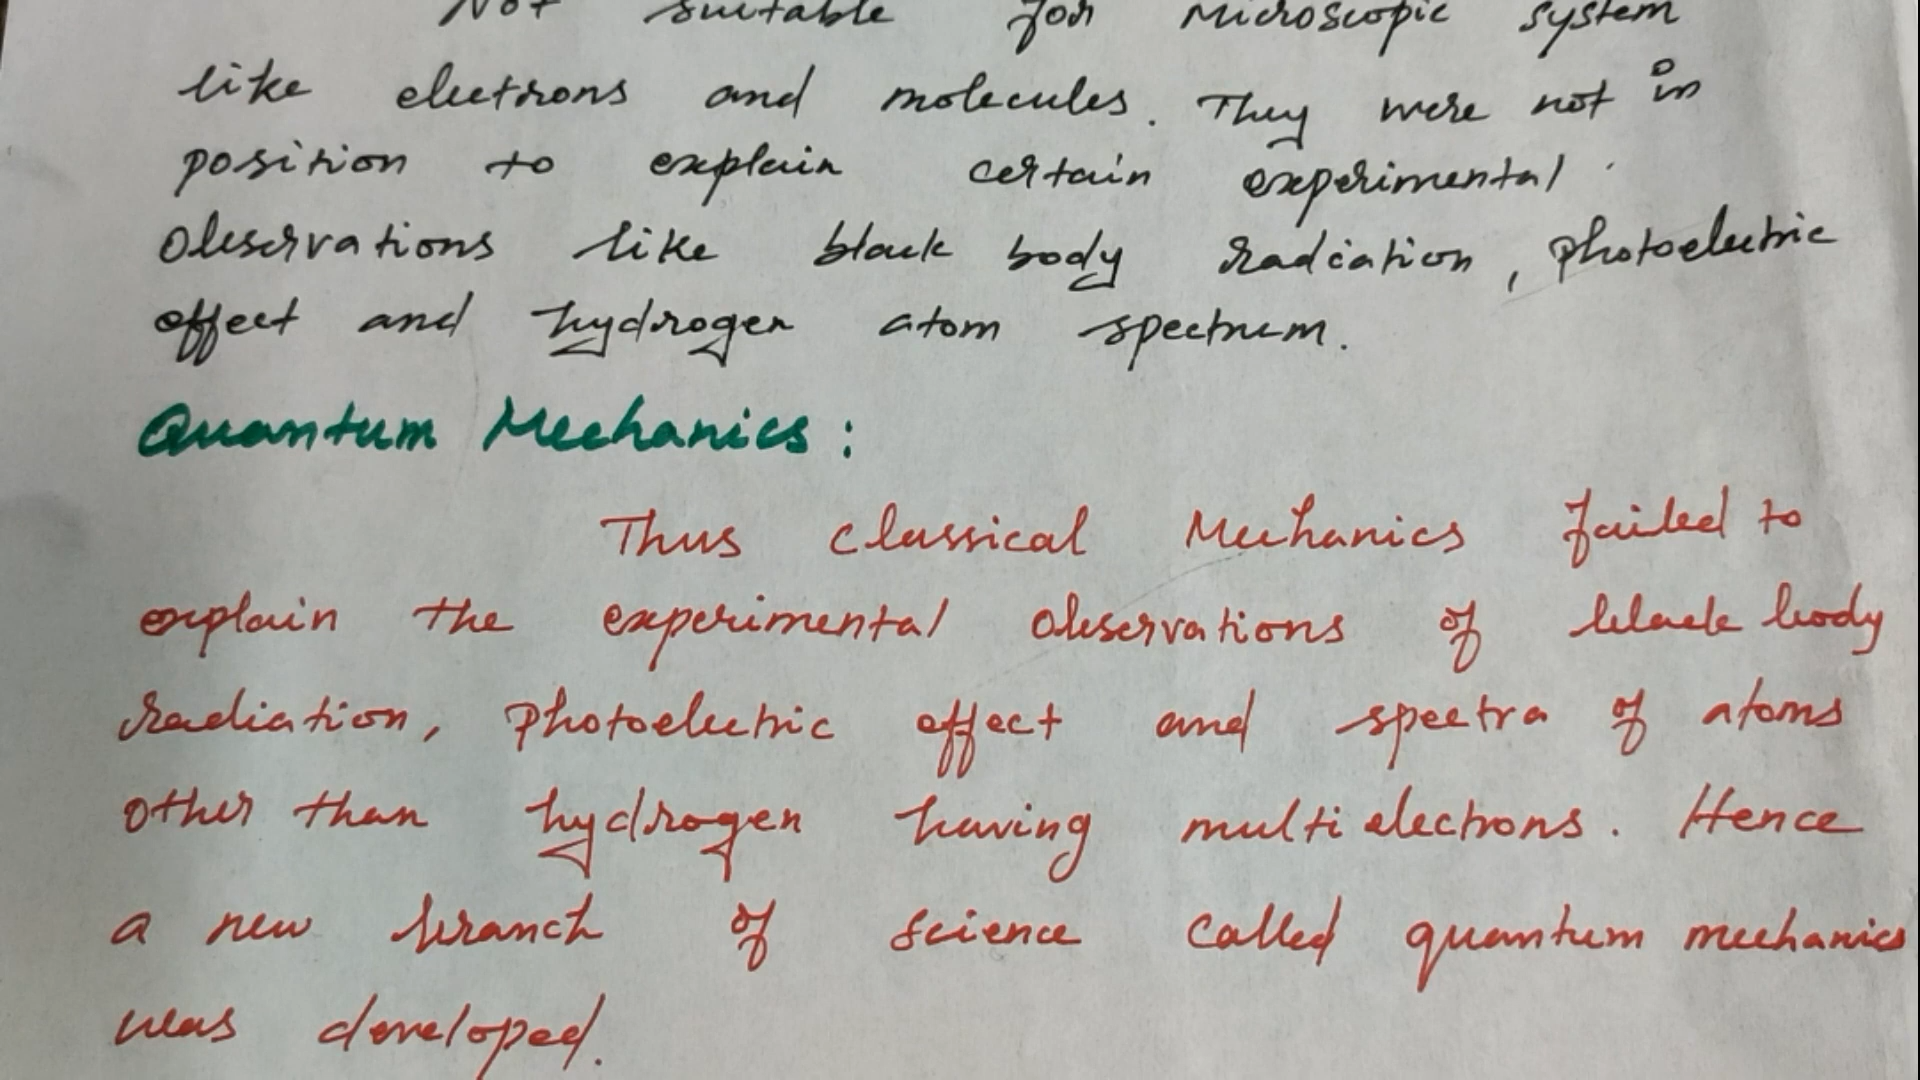 Not suitable for Microscopic system
like electrons and molecules. They were not in
position to explain certain experimental
observations like black body radiation, photoelectric
effect and hydrogen atom spectrum.
Quantum Mechanics:
Thus classical Mechanics failed to
explain the experimental observations of black body
radiation, photoelectric effect and spectra of atoms
other than hydrogen having multi electrons. Hence
a new branch of science called quantum mechanics
was developed.